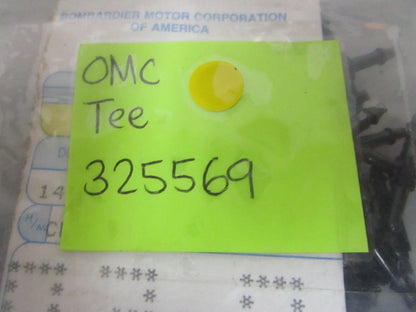 BOMBARDIER MOTOR CORPORATION
OF AMERICA
OMC
Tee
325569
14
**** **** ****
* * *
* * *